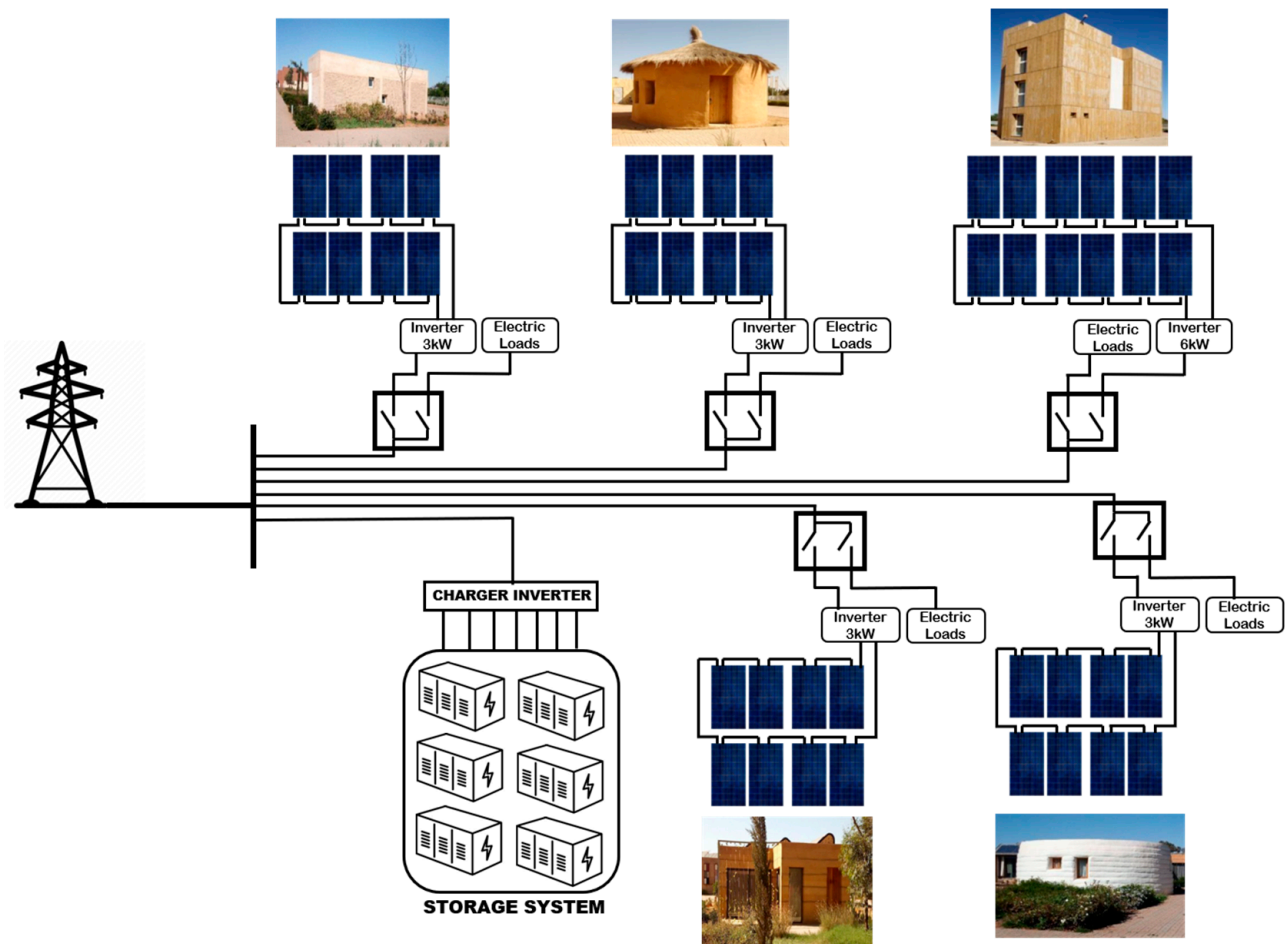 Inverter
3kW
Electric
Loads
Inverter
3kW
Electric
Loads
Electric
Loads
Inverter
6kW
CHARGER INVERTER
Inverter
3kW
Electric
Loads
Inverter
3kW
Electric
Loads
STORAGE SYSTEM